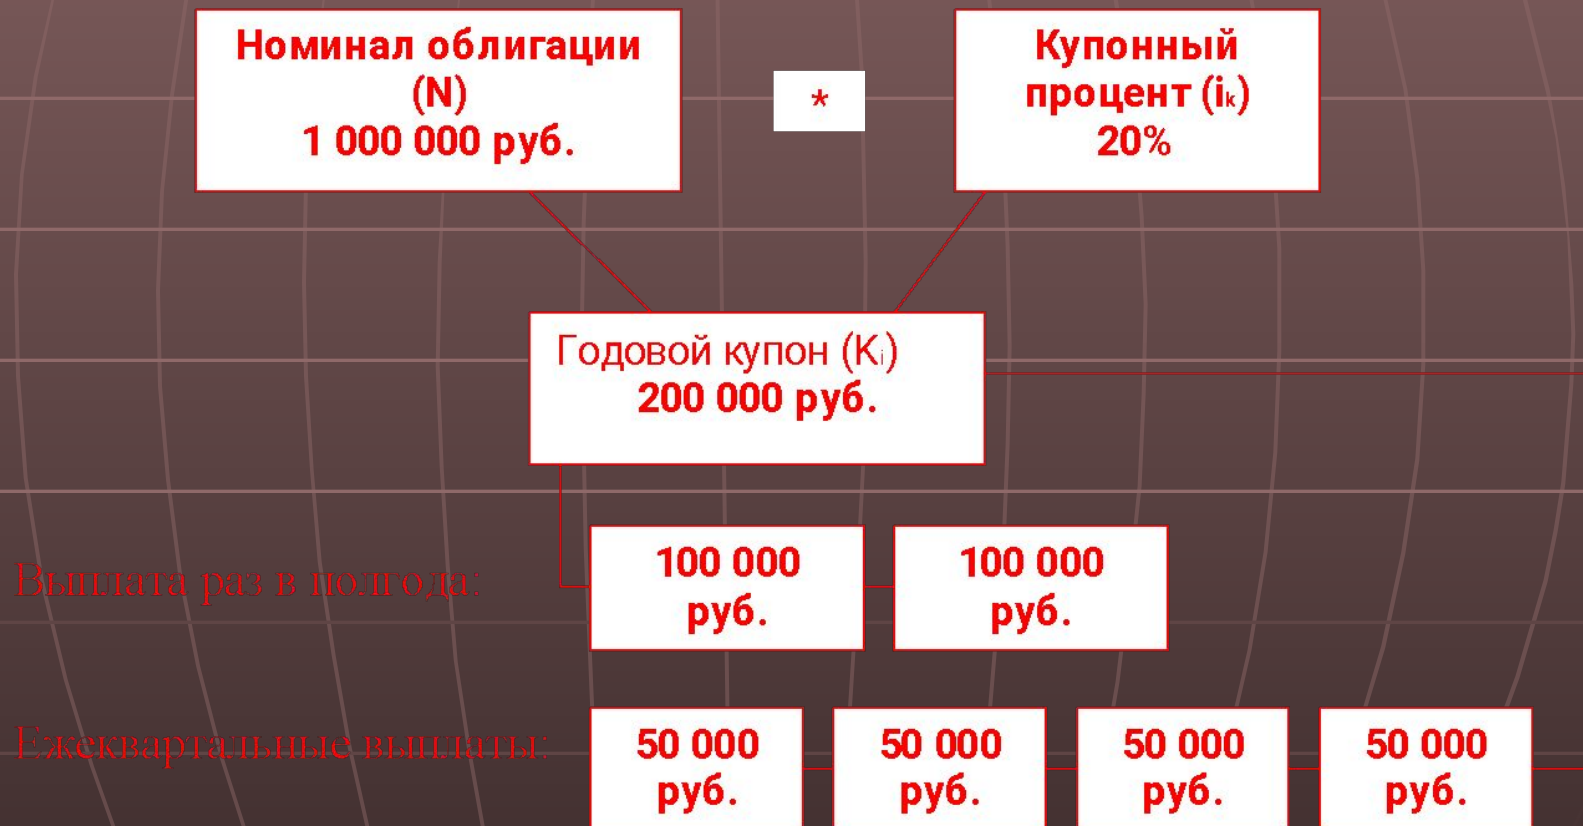 Номинал облигации
(N)
1 000 000 руб.
*
Купонный
процент (iₖ)
20%
Годовой купон (Kᵢ)
200 000 руб.
Выплата раз в полгода:
100 000
руб.
100 000
руб.
Ежеквартальные выплаты:
50 000
руб.
50 000
руб.
50 000
руб.
50 000
руб.